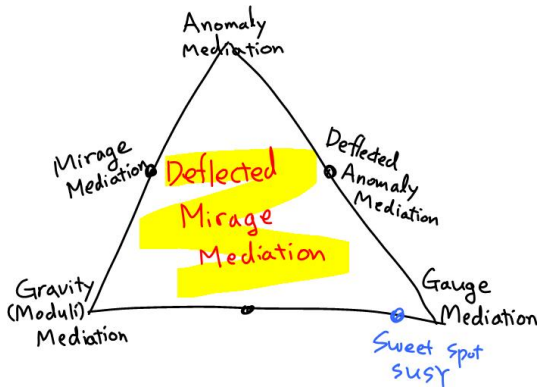 Anomaly
Mediation
Mirage
Mediation
Deflected
Anomaly
Mediation
Deflected
Mirage
Mediation
Gravity
(Moduli)
Mediation
Gauge
Mediation
Sweet spot
SUSY